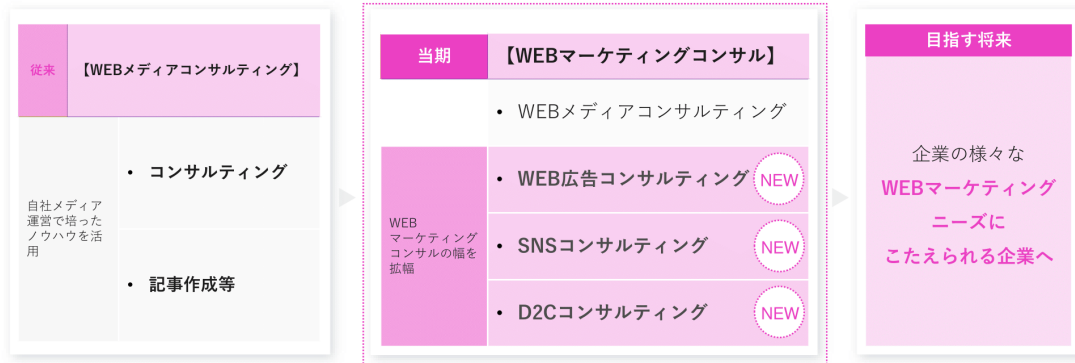 従来
【WEBメディアコンサルティング】
自社メディア
運営で培った
ノウハウを活
用
• コンサルティング
• 記事作成等
当期
【WEBマーケティングコンサル】
• WEBメディアコンサルティング
WEB
マーケティング
コンサルの幅を
拡幅
• WEB広告コンサルティング NEW
• SNSコンサルティング NEW
• D2Cコンサルティング NEW
目指す将来
企業の様々な
WEBマーケティング
ニーズに
こたえられる企業へ